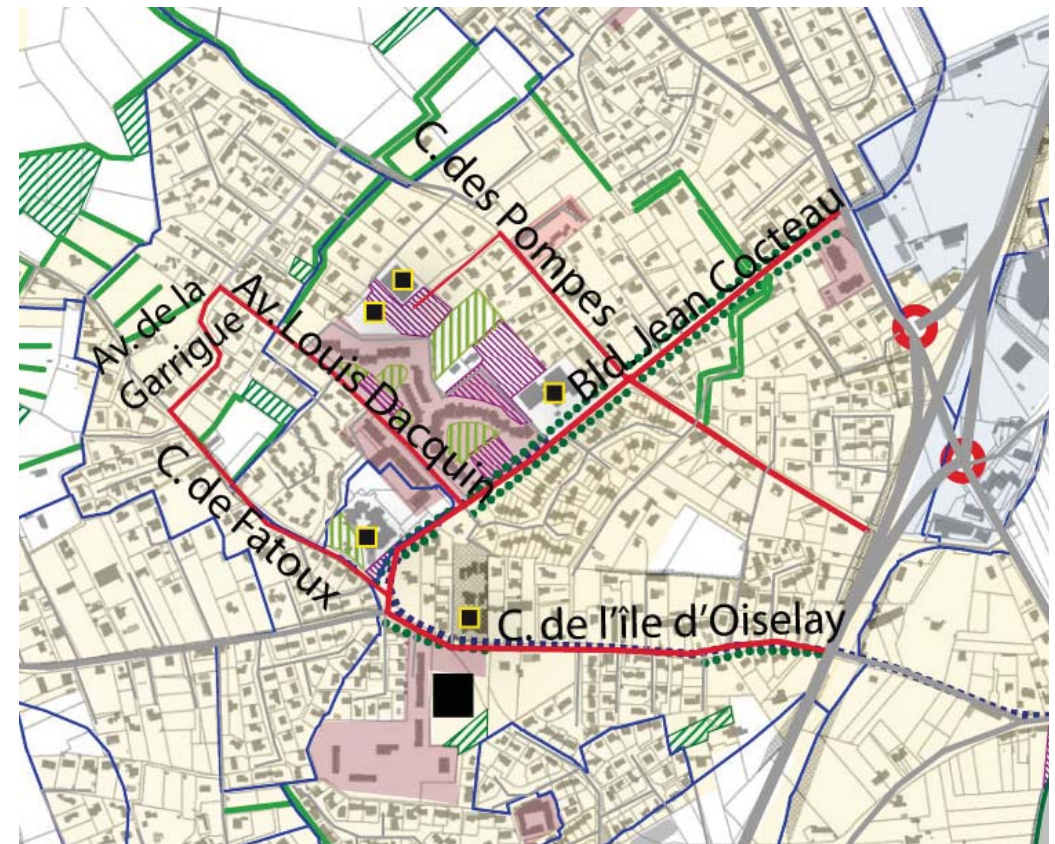 C. des Pompes
Bld Jean Cocteau
Av. Louis Dacquin
Av. de la
Garrigue
C. de Fatoux
C. de l'île d'Oiselay